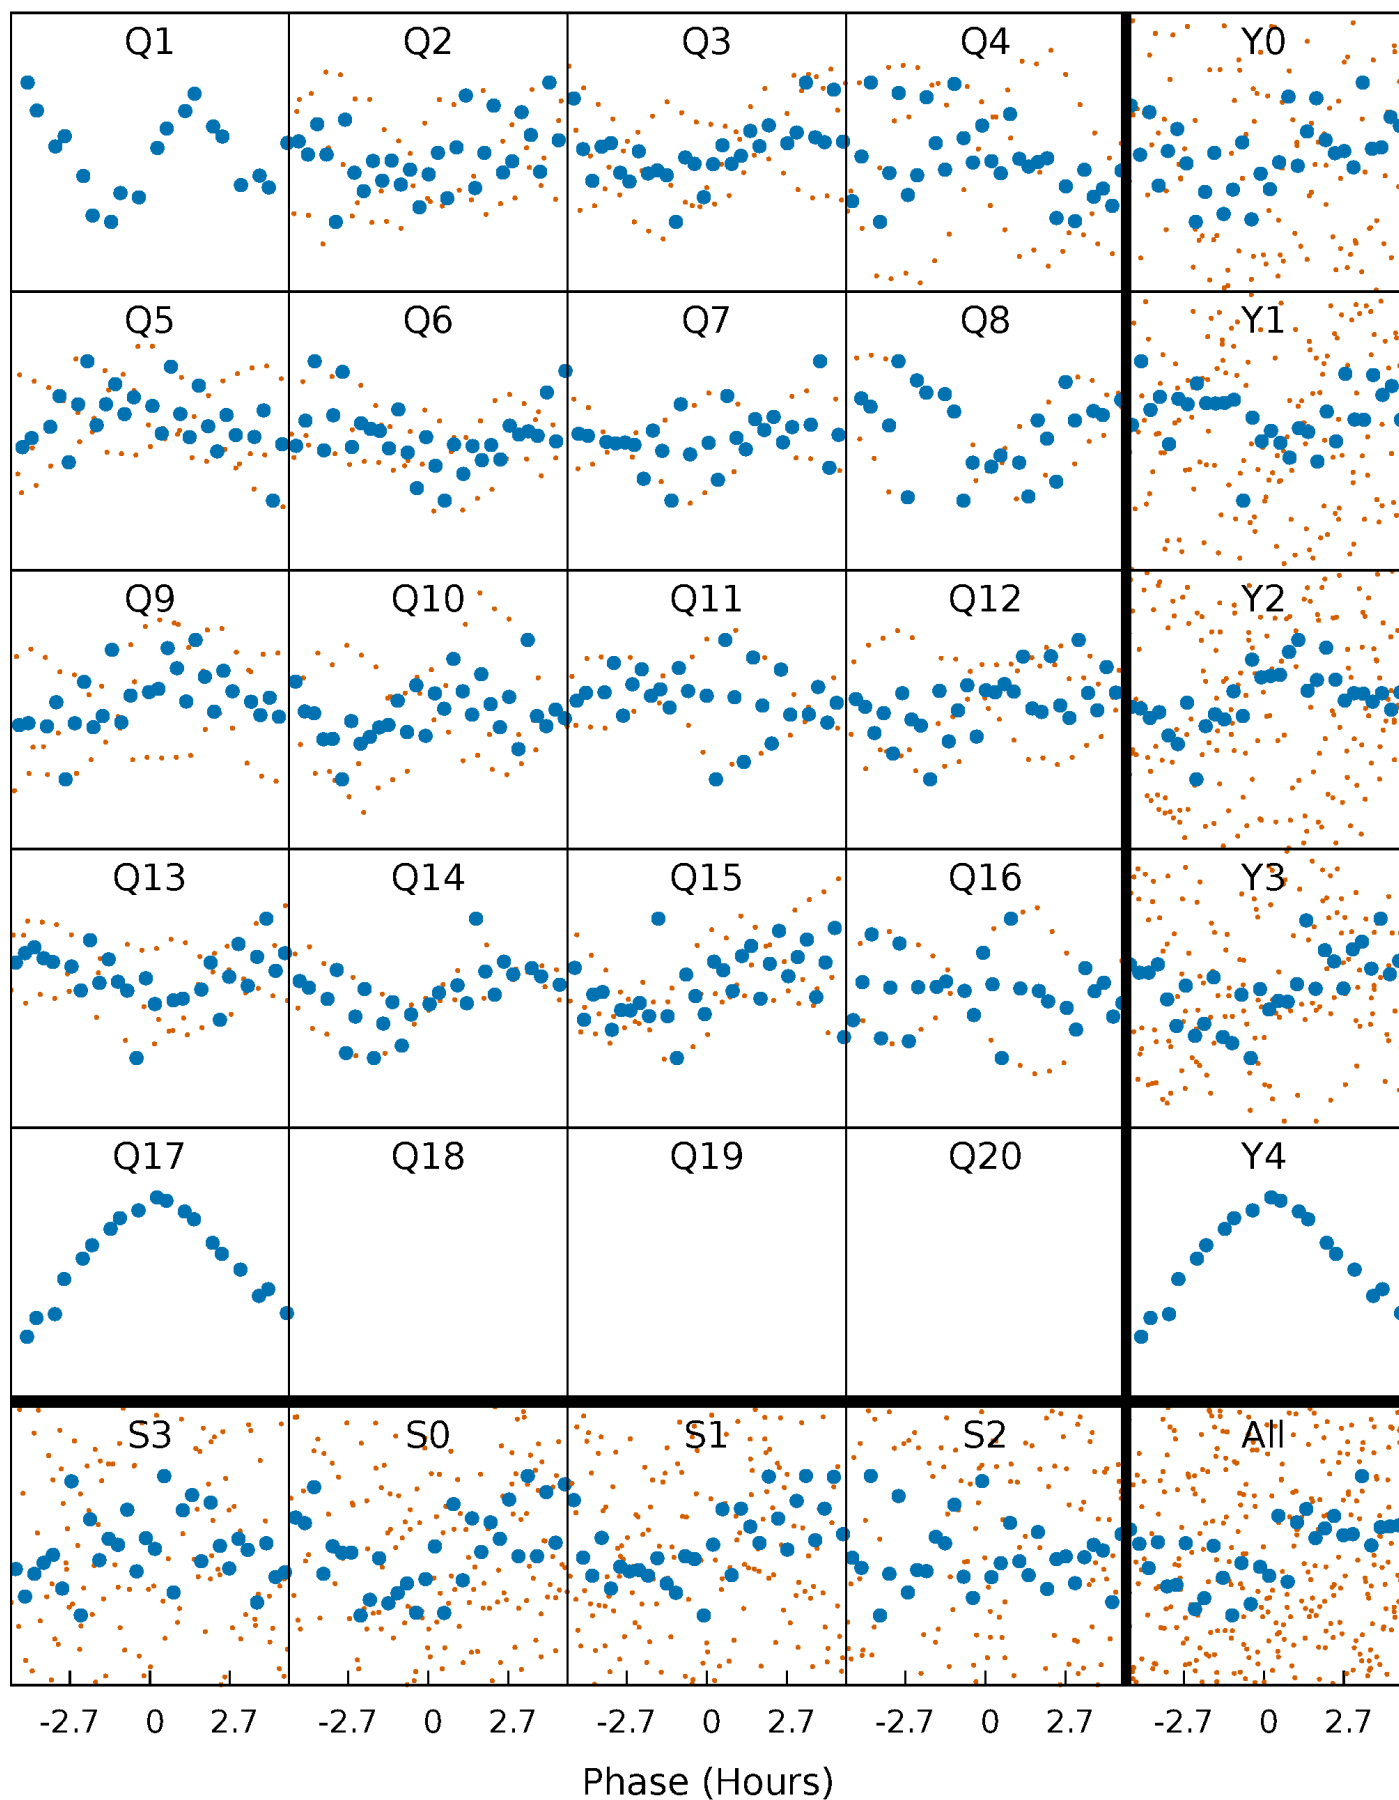 Q1 Q2 Q3 Q4 Y0
Q5 Q6 Q7 Q8 Y1
Q9 Q10 Q11 Q12 Y2
Q13 Q14 Q15 Q16 Y3
Q17 Q18 Q19 Q20 Y4
S3 S0 S1 S2 All
-2.7 0 2.7 -2.7 0 2.7 -2.7 0 2.7 -2.7 0 2.7 -2.7 0 2.7
Phase (Hours)